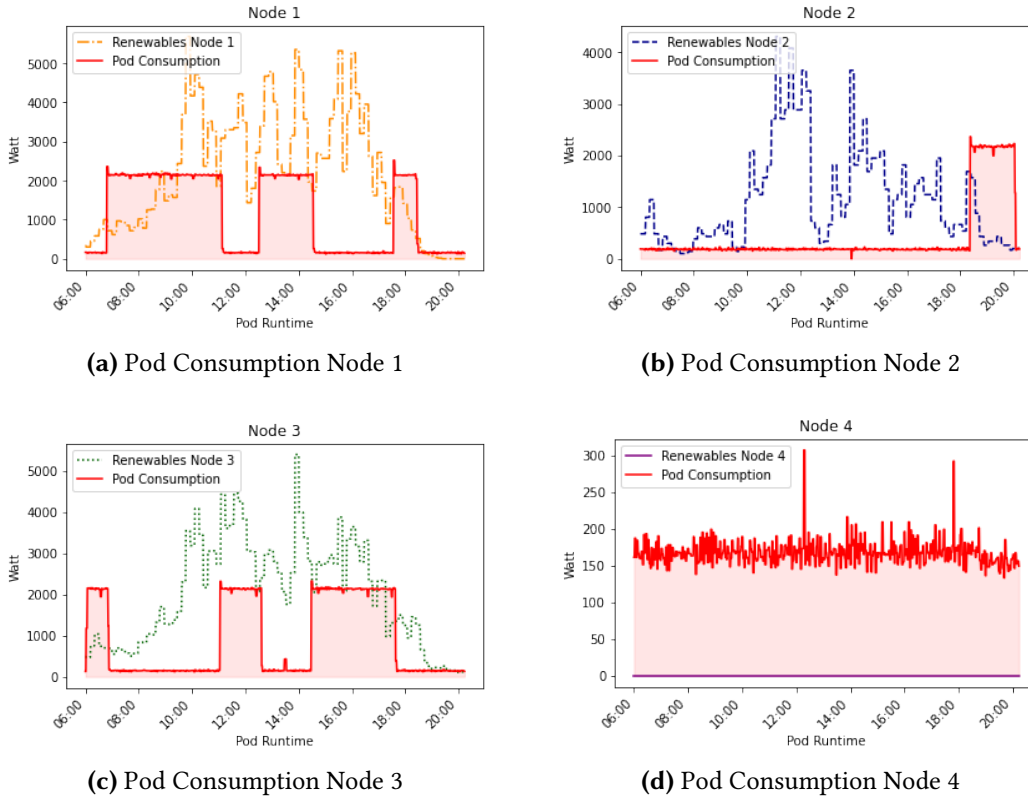 Node 1
Renewables Node 1
Pod Consumption
5000
4000
3000
2000
1000
0
Watt
06:00
08:00
10:00
12:00
14:00
16:00
18:00
20:00
Pod Runtime
(a) Pod Consumption Node 1
Node 2
Renewables Node 2
Pod Consumption
4000
3000
2000
1000
0
Watt
06:00
08:00
10:00
12:00
14:00
16:00
18:00
20:00
Pod Runtime
(b) Pod Consumption Node 2
Node 3
Renewables Node 3
Pod Consumption
5000
4000
3000
2000
1000
0
Watt
06:00
08:00
10:00
12:00
14:00
16:00
18:00
20:00
Pod Runtime
(c) Pod Consumption Node 3
Node 4
Renewables Node 4
Pod Consumption
300
250
200
150
100
50
0
Watt
06:00
08:00
10:00
12:00
14:00
16:00
18:00
20:00
Pod Runtime
(d) Pod Consumption Node 4